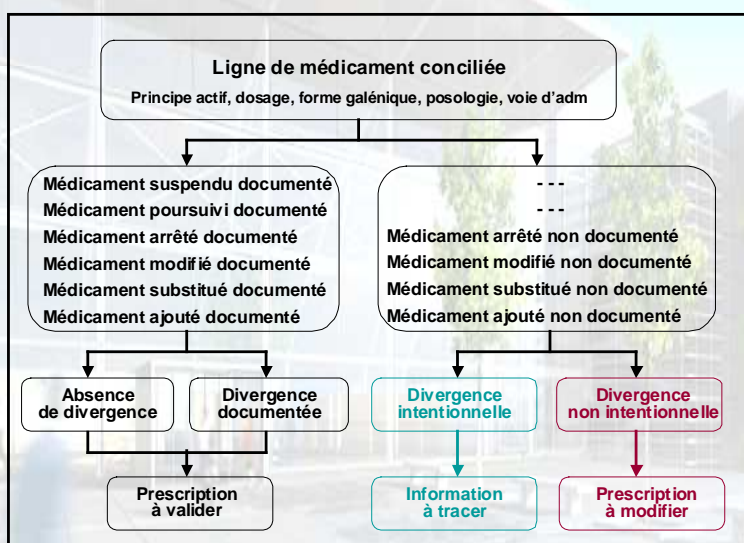 Ligne de médicament conciliée
Principe actif, dosage, forme galénique, posologie, voie d'adm
Médicament suspendu documenté
Médicament poursuivi documenté
Médicament arrêté documenté
Médicament modifié documenté
Médicament substitué documenté
Médicament ajouté documenté
- - -
- - -
Médicament arrêté non documenté
Médicament modifié non documenté
Médicament substitué non documenté
Médicament ajouté non documenté
Absence
de divergence
Divergence
documentée
Divergence
intentionnelle
Divergence
non intentionnelle
Prescription
à valider
Information
à tracer
Prescription
à modifier